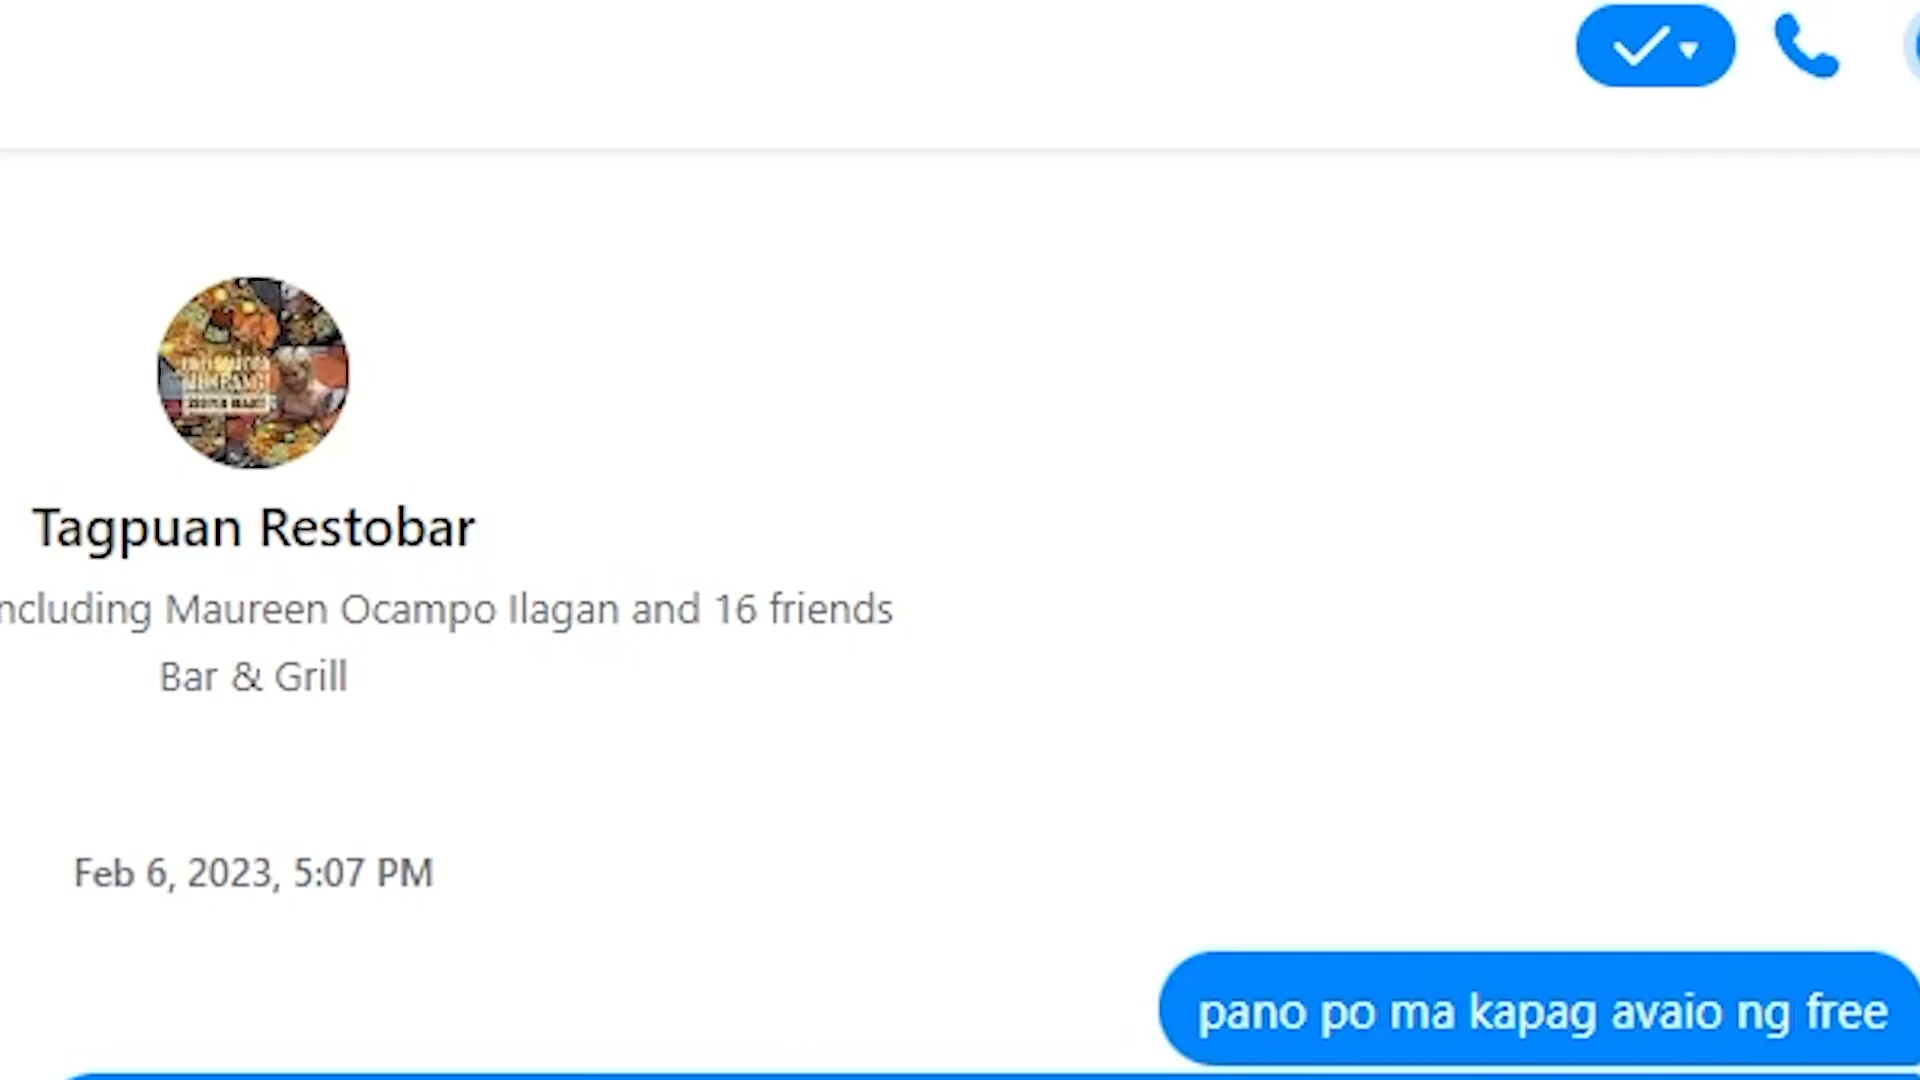 Tagpuan Restobar
ncluding Maureen Ocampo Ilagan and 16 friends
Bar & Grill
Feb 6, 2023, 5:07 PM
pano po ma kapag avaio ng free